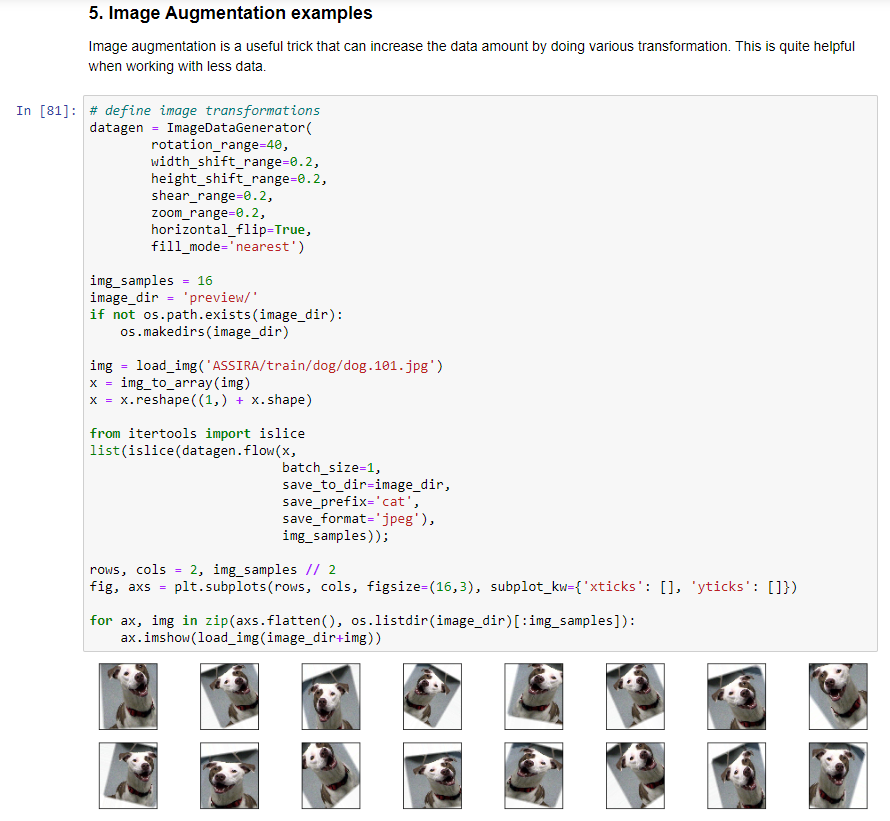 5. Image Augmentation examples
Image augmentation is a useful trick that can increase the data amount by doing various transformation. This is quite helpful
when working with less data.
In [81]: # define image transformations
datagen = ImageDataGenerator(
        rotation_range=40,
        width_shift_range=0.2,
        height_shift_range=0.2,
        shear_range=0.2,
        zoom_range=0.2,
        horizontal_flip=True,
        fill_mode='nearest')
img_samples = 16
image_dir = 'preview/'
if not os.path.exists(image_dir):
    os.makedirs(image_dir)
img = load_img('ASSIRA/train/dog/dog.101.jpg')
x = img_to_array(img)
x = x.reshape((1,) + x.shape)
from itertools import islice
list(islice(datagen.flow(x,
                         batch_size=1,
                         save_to_dir=image_dir,
                         save_prefix='cat',
                         save_format='jpeg'),
                         img_samples));
rows, cols = 2, img_samples // 2
fig, axs = plt.subplots(rows, cols, figsize=(16,3), subplot_kw={'xticks': [], 'yticks': []})
for ax, img in zip(axs.flatten(), os.listdir(image_dir)[:img_samples]):
    ax.imshow(load_img(image_dir+img))